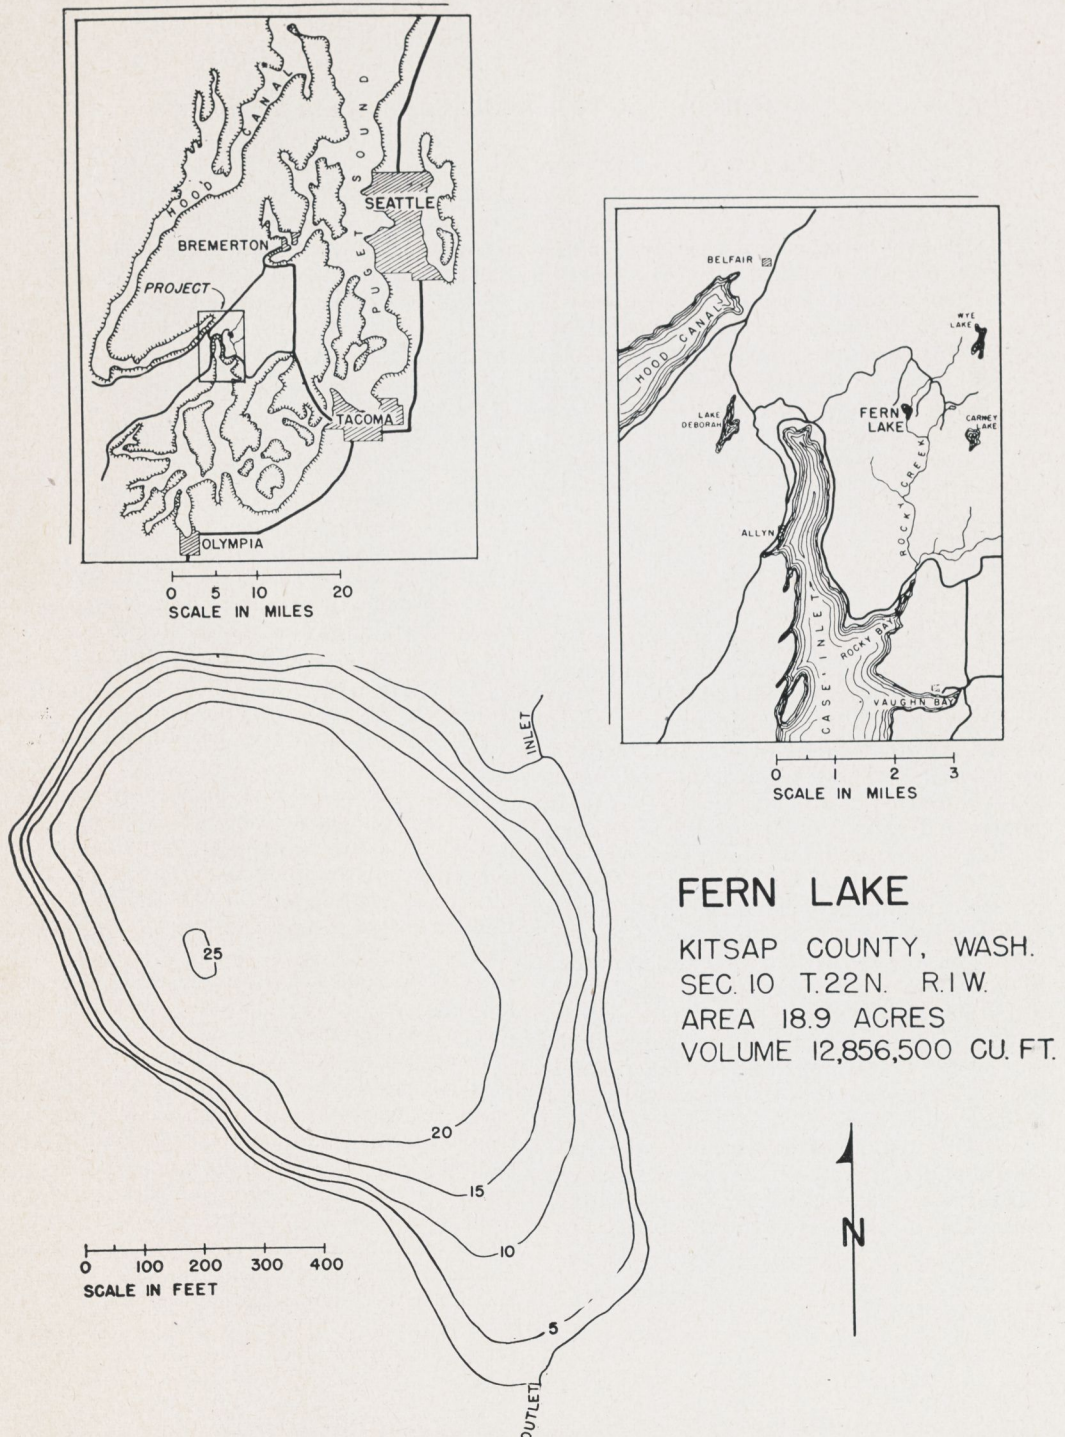 HOOD CANAL
PUGET SOUND
SEATTLE
BREMERTON
PROJECT
TACOMA
OLYMPIA
0 5 10 20
SCALE IN MILES
BELFAIR
HOOD CANAL
WYE
LAKE
LAKE
DEBORAH
FERN
LAKE
CARNEY
LAKE
ROCKY CREEK
ALLYN
CASE INLET
ROCKY BAY
VAUGHN BAY
0 1 2 3
SCALE IN MILES
INLET
25
20
15
10
5
OUTLET
0 100 200 300 400
SCALE IN FEET
FERN LAKE
KITSAP COUNTY, WASH.
SEC. 10 T.22N. R.1W.
AREA 18.9 ACRES
VOLUME 12,856,500 CU. FT.
N